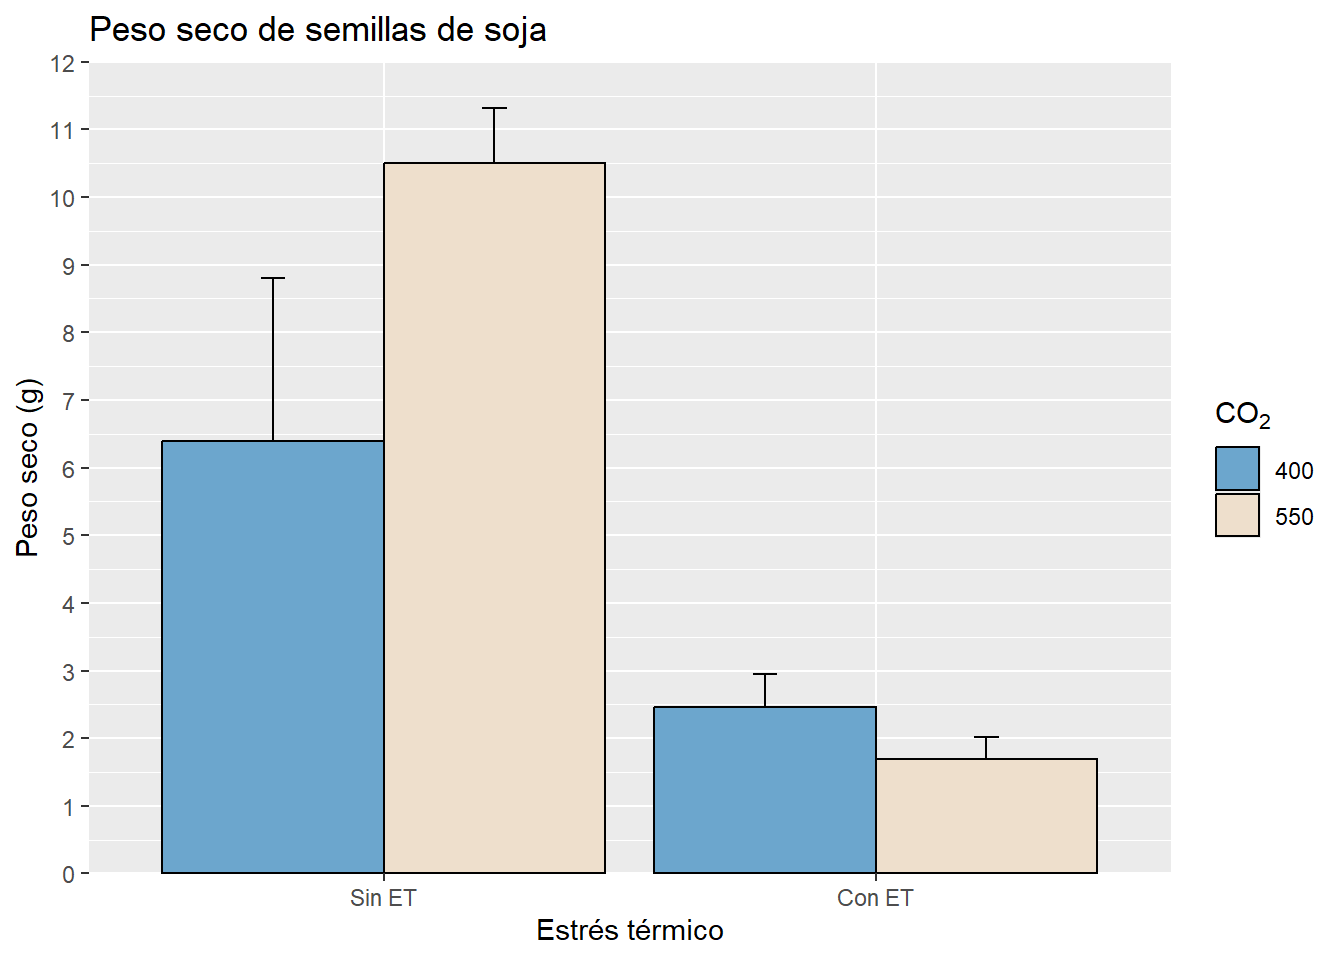 Peso seco de semillas de soja
12
11
10
9
8
7
6
5
4
3
2
1
0
Peso seco (g)
Sin ET
Con ET
Estrés térmico
CO₂
400
550